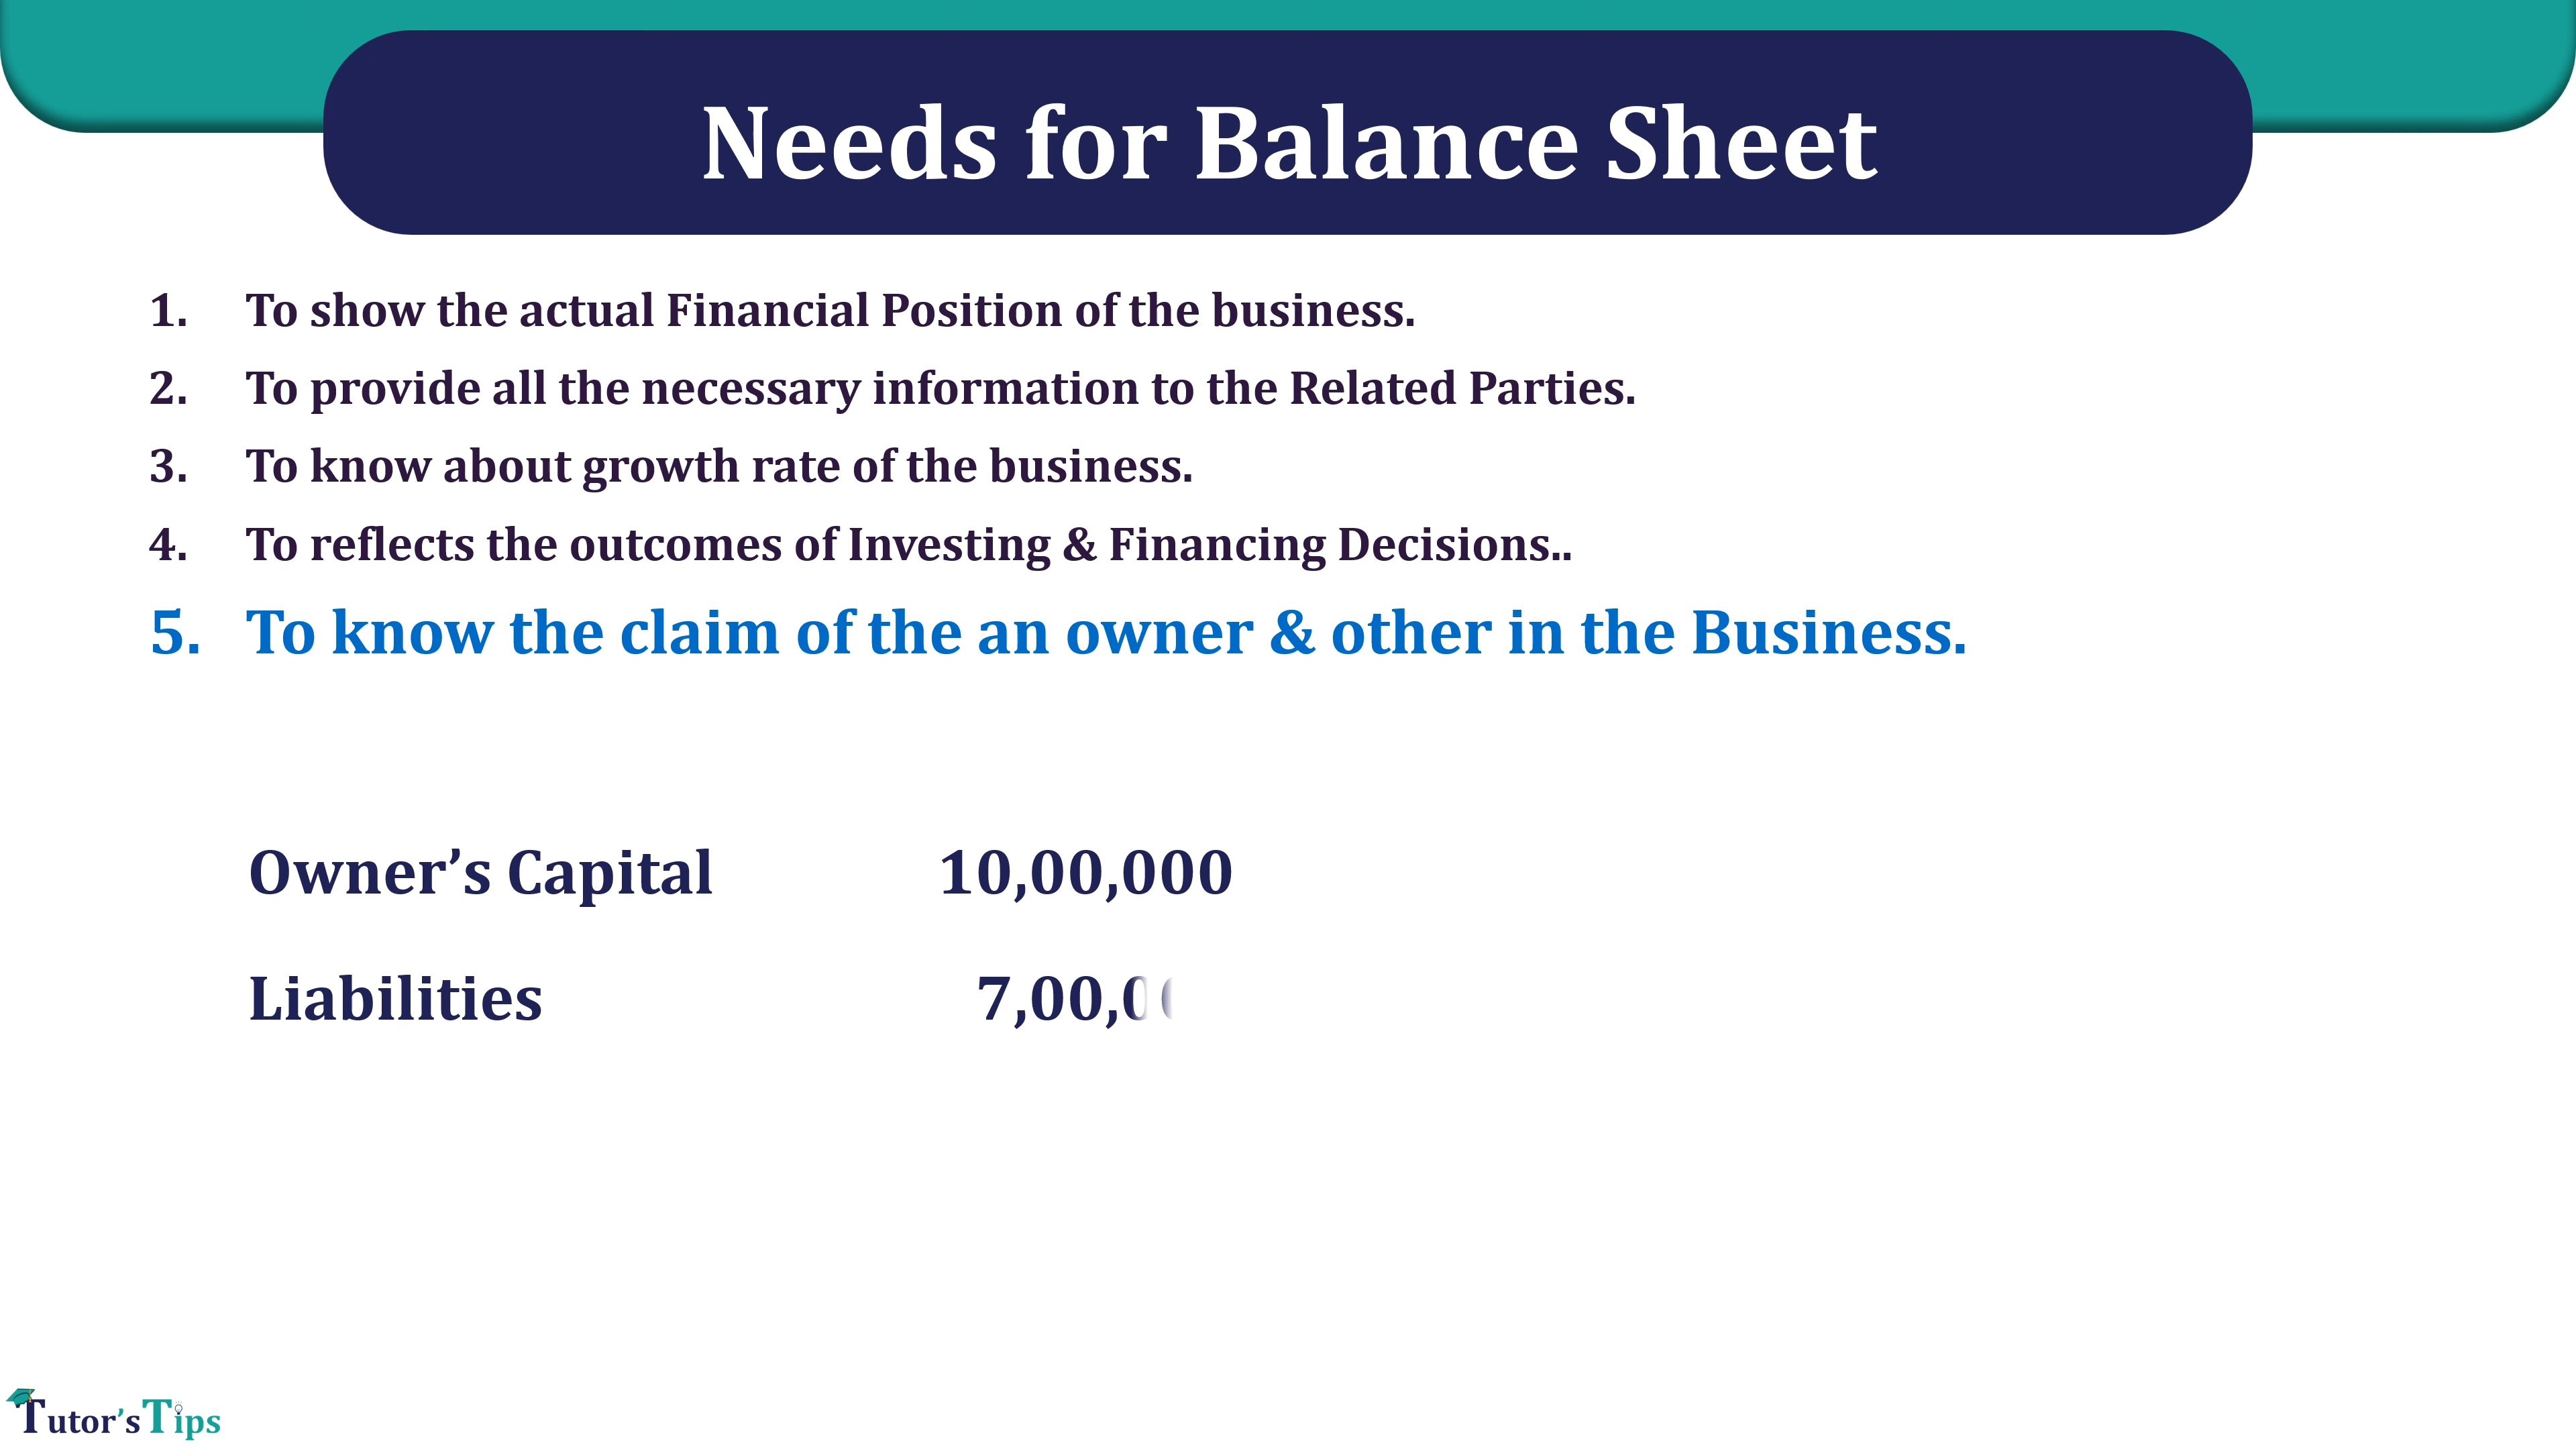 Needs for Balance Sheet
1. To show the actual Financial Position of the business.
2. To provide all the necessary information to the Related Parties.
3. To know about growth rate of the business.
4. To reflects the outcomes of Investing & Financing Decisions..
5. To know the claim of the an owner & other in the Business.
Owner’s Capital 10,00,000
Liabilities
Tutor’sTips